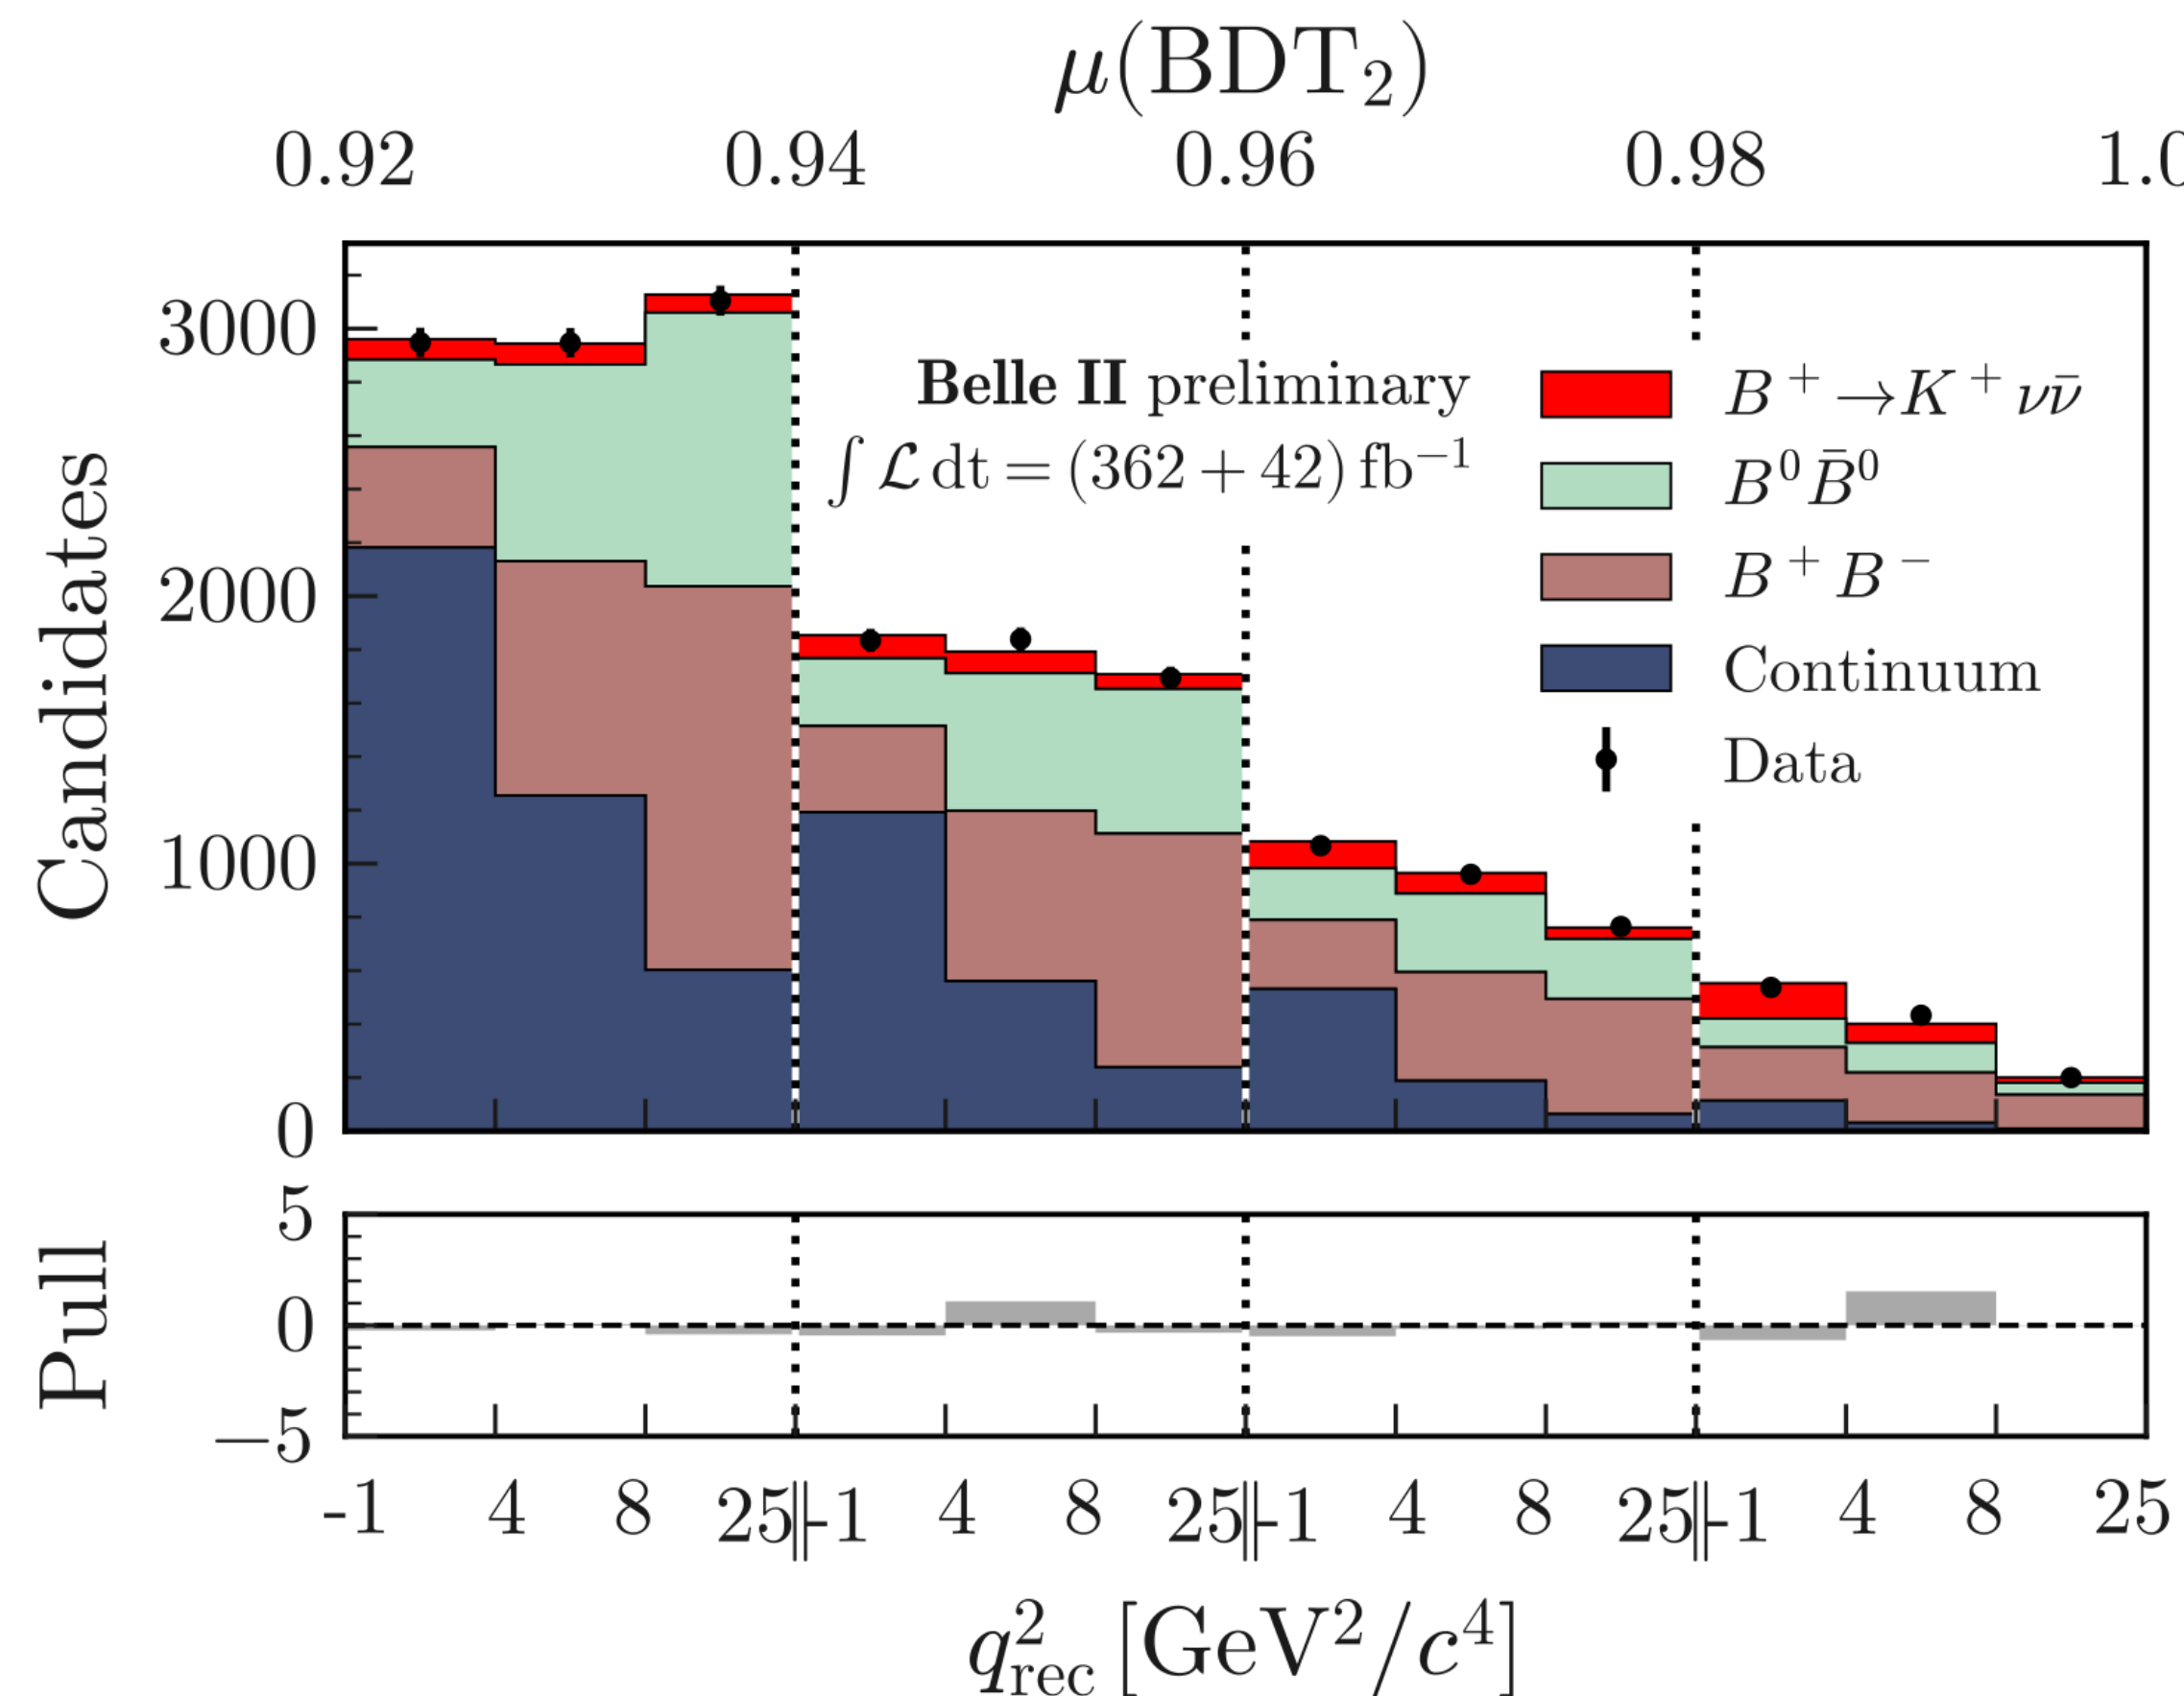 μ(BDT₂)
0.92 0.94 0.96 0.98 1.0
Candidates
3000
2000
1000
0
Belle II preliminary
∫ ℒ dt = (362 + 42) fb⁻¹
B⁺→K⁺νν̄
B⁰B̄⁰
B⁺B⁻
Continuum
Data
Pull
5
0
−5
-1 4 8 25||-1 4 8 25||-1 4 8 25||-1 4 8 25
q²rec [GeV²/c⁴]